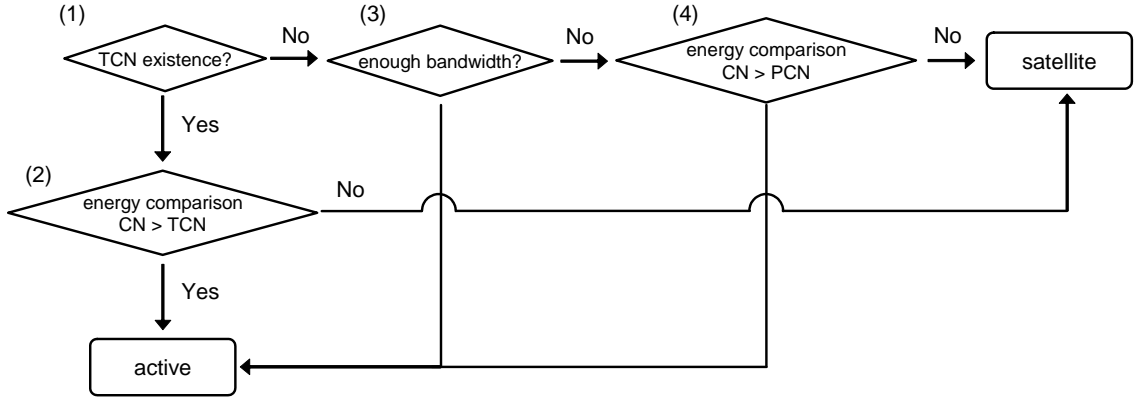 (1)
TCN existence?
No
(3)
enough bandwidth?
No
(4)
energy comparison
CN > PCN
No
satellite
Yes
(2)
energy comparison
CN > TCN
No
Yes
active